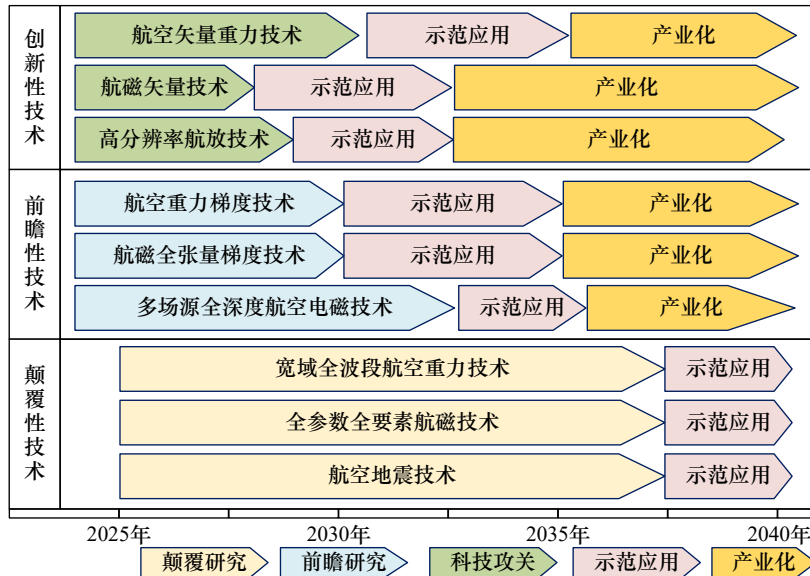 创新性技术
航空矢量重力技术 示范应用 产业化
航磁矢量技术 示范应用 产业化
高分辨率航放技术 示范应用 产业化
前瞻性技术
航空重力梯度技术 示范应用 产业化
航磁全张量梯度技术 示范应用 产业化
多场源全深度航空电磁技术 示范应用 产业化
颠覆性技术
宽域全波段航空重力技术 示范应用
全参数全要素航磁技术 示范应用
航空地震技术 示范应用
2025年 2030年 2035年 2040年
颠覆研究 前瞻研究 科技攻关 示范应用 产业化